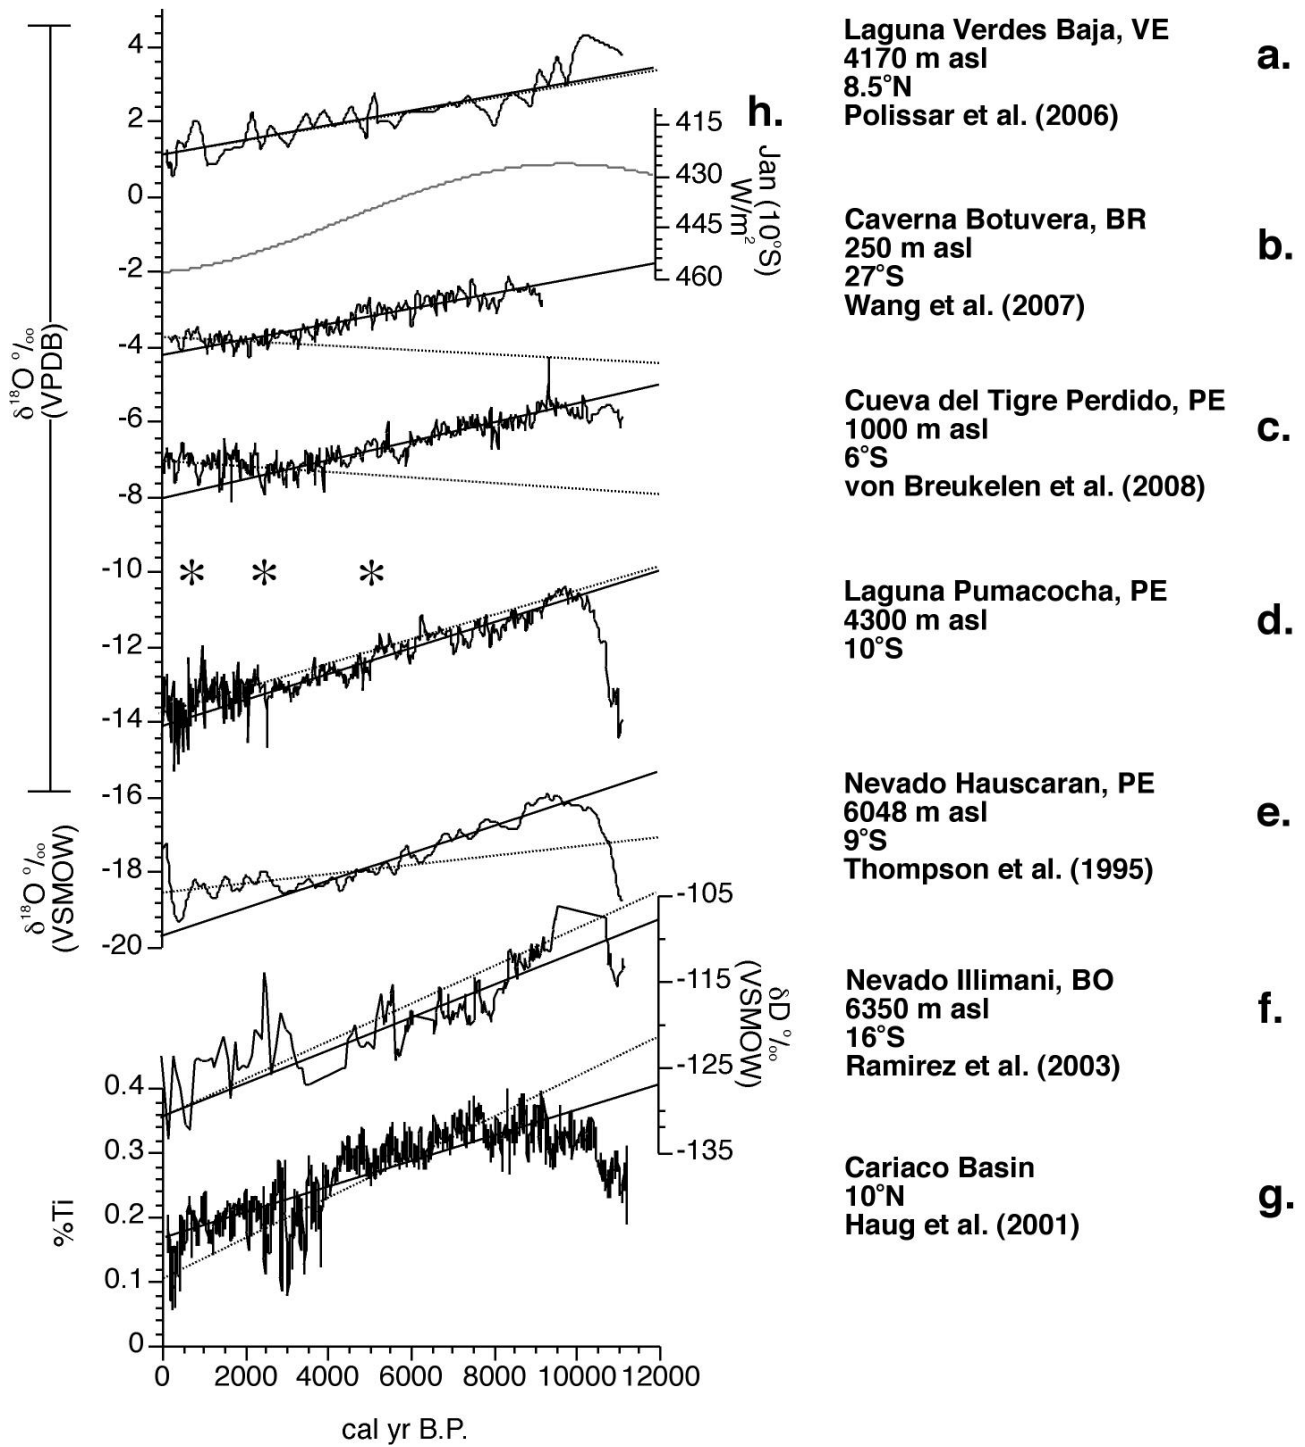 Laguna Verdes Baja, VE
4170 m asl
8.5°N
Polissar et al. (2006)
a.
Caverna Botuvera, BR
250 m asl
27°S
Wang et al. (2007)
b.
Cueva del Tigre Perdido, PE
1000 m asl
6°S
von Breukelen et al. (2008)
c.
Laguna Pumacocha, PE
4300 m asl
10°S
d.
Nevado Hauscaran, PE
6048 m asl
9°S
Thompson et al. (1995)
e.
Nevado Illimani, BO
6350 m asl
16°S
Ramirez et al. (2003)
f.
Cariaco Basin
10°N
Haug et al. (2001)
g.
h.
415
430
445
460
Jan (10°S)
W/m2
4
2
0
-2
-4
-6
-8
-10
-12
-14
-16
-18
-20
δ18O o/oo
(VPDB)
δ18O o/oo
(VSMOW)
* * *
-105
-115
-125
-135
δD o/oo
(VSMOW)
0.4
0.3
0.2
0.1
0
%Ti
0 2000 4000 6000 8000 10000 12000
cal yr B.P.